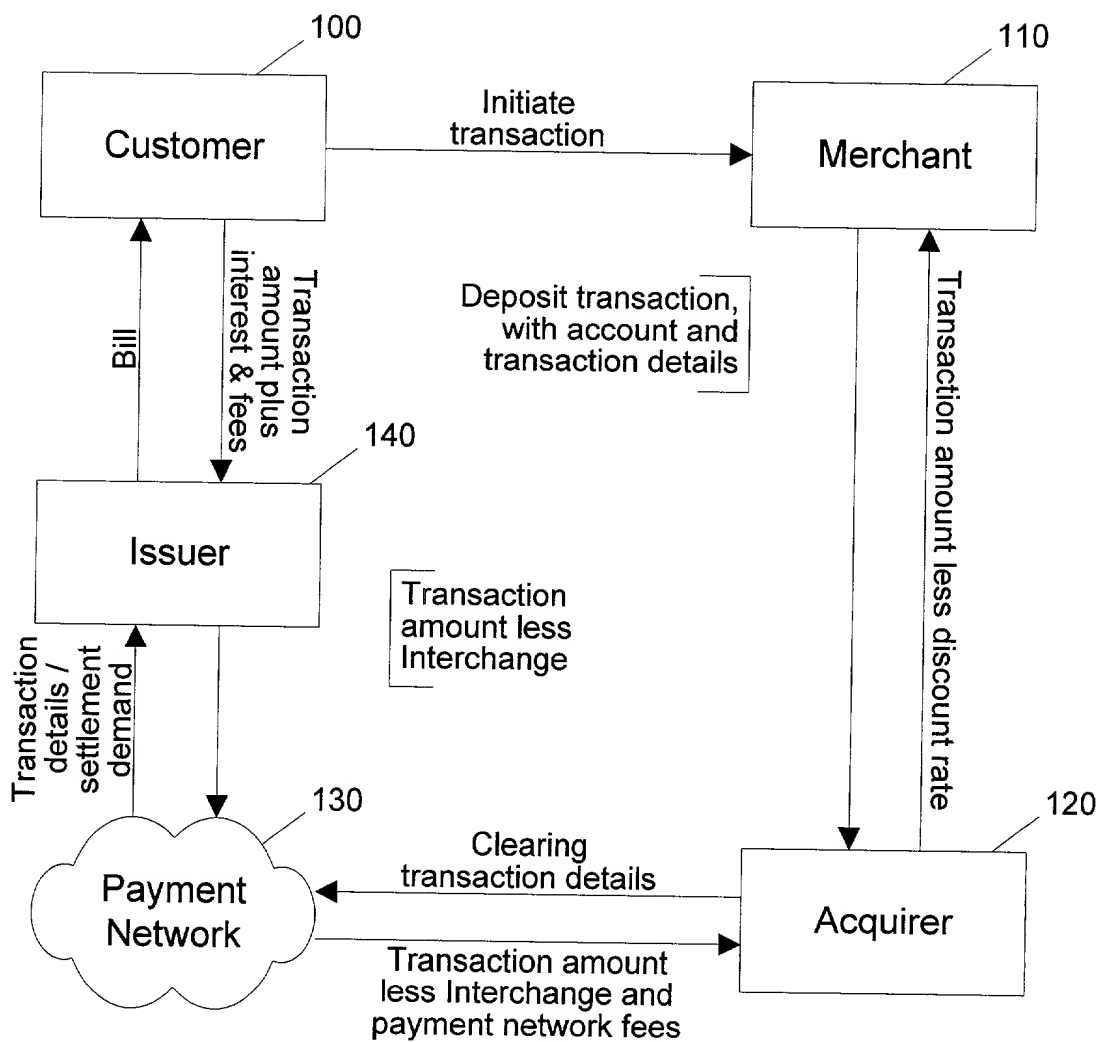 100
110
Customer
Initiate
transaction
Merchant
Bill
Transaction
amount plus
interest & fees
Deposit transaction,
with account and
transaction details
Transaction amount less discount rate
140
Issuer
Transaction
amount less
Interchange
Transaction
details /
settlement
demand
130
120
Payment
Network
Clearing
transaction details
Acquirer
Transaction amount
less Interchange and
payment network fees